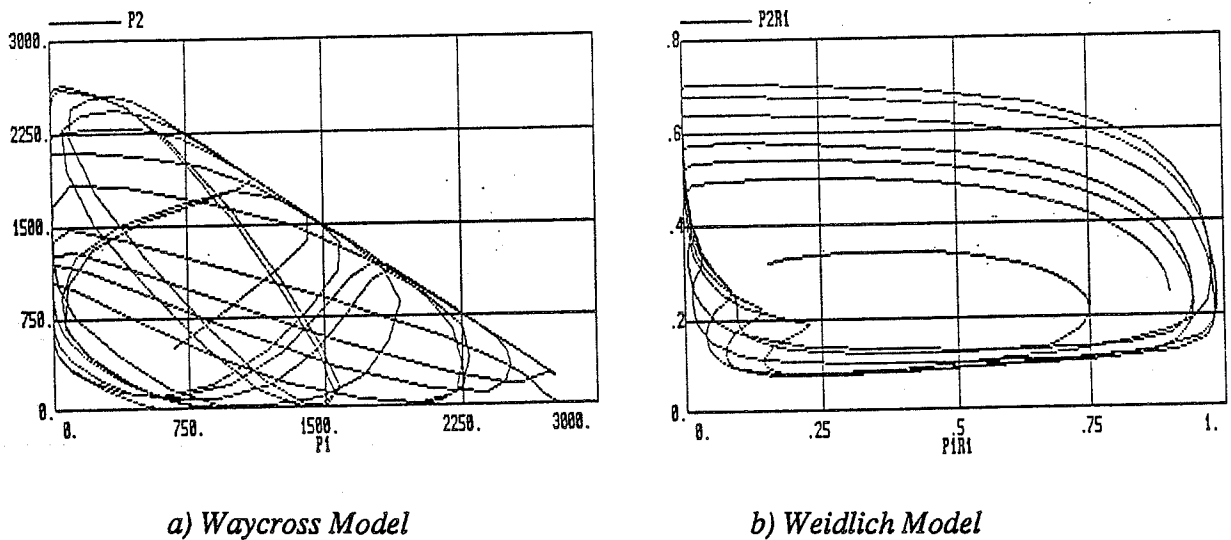 P2
3000.
2250.
1500.
750.
0.
0. 750. 1500. 2250. 3000.
P1
a) Waycross Model
P2R1
.8
.6
.4
.2
0.
0. .25 .5 .75 1.
P1R1
b) Weidlich Model